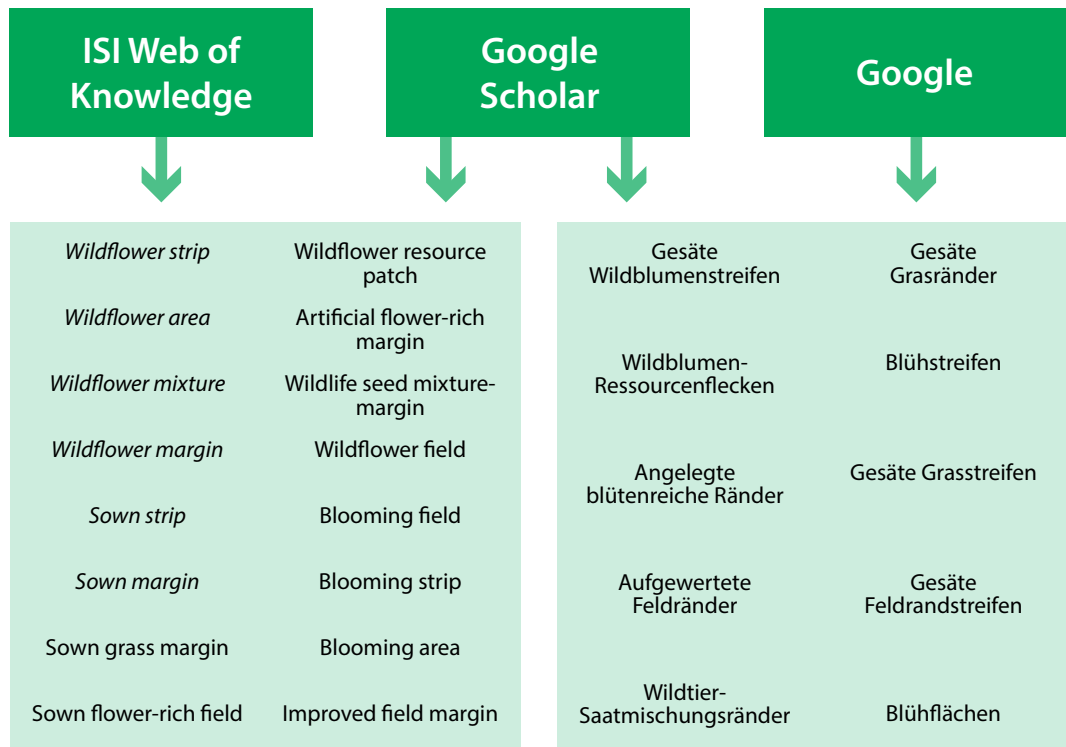 ISI Web of
Knowledge
Google
Scholar
Google
Wildflower strip
Wildflower area
Wildflower mixture
Wildflower margin
Sown strip
Sown margin
Sown grass margin
Sown flower-rich field
Wildflower resource
patch
Artificial flower-rich
margin
Wildlife seed mixture-
margin
Wildflower field
Blooming field
Blooming strip
Blooming area
Improved field margin
Gesäte
Wildblumenstreifen
Wildblumen-
Ressourcenflecken
Angelegte
blütenreiche Ränder
Aufgewertete
Feldränder
Wildtier-
Saatmischungsränder
Gesäte
Grasränder
Blühstreifen
Gesäte Grasstreifen
Gesäte
Feldrandstreifen
Blühflächen